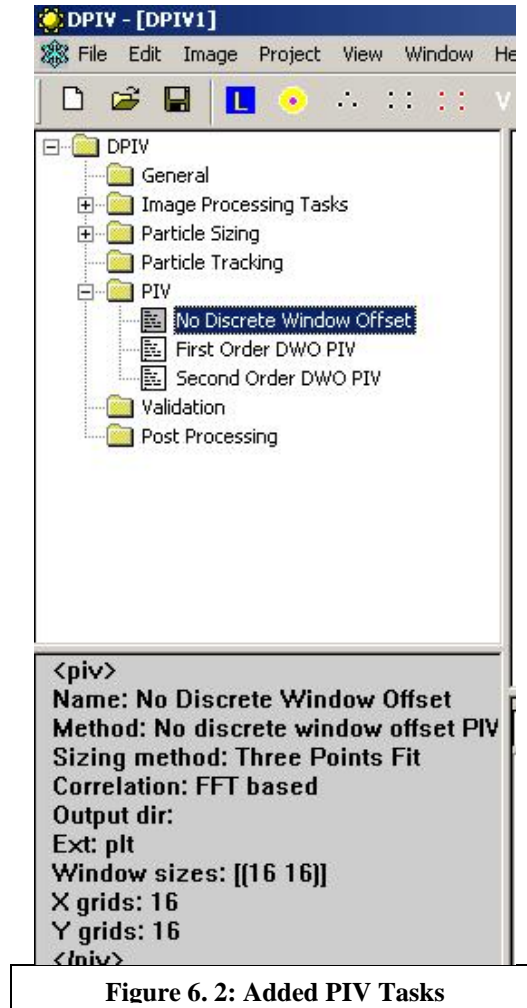 DPIV - [DPIV1]
File Edit Image Project View Window He
L V
DPIV
General
Image Processing Tasks
Particle Sizing
Particle Tracking
PIV
No Discrete Window Offset
First Order DWO PIV
Second Order DWO PIV
Validation
Post Processing
<piv>
Name: No Discrete Window Offset
Method: No discrete window offset PIV
Sizing method: Three Points Fit
Correlation: FFT based
Output dir:
Ext: plt
Window sizes: [[16 16]]
X grids: 16
Y grids: 16
</piv>
Figure 6. 2: Added PIV Tasks